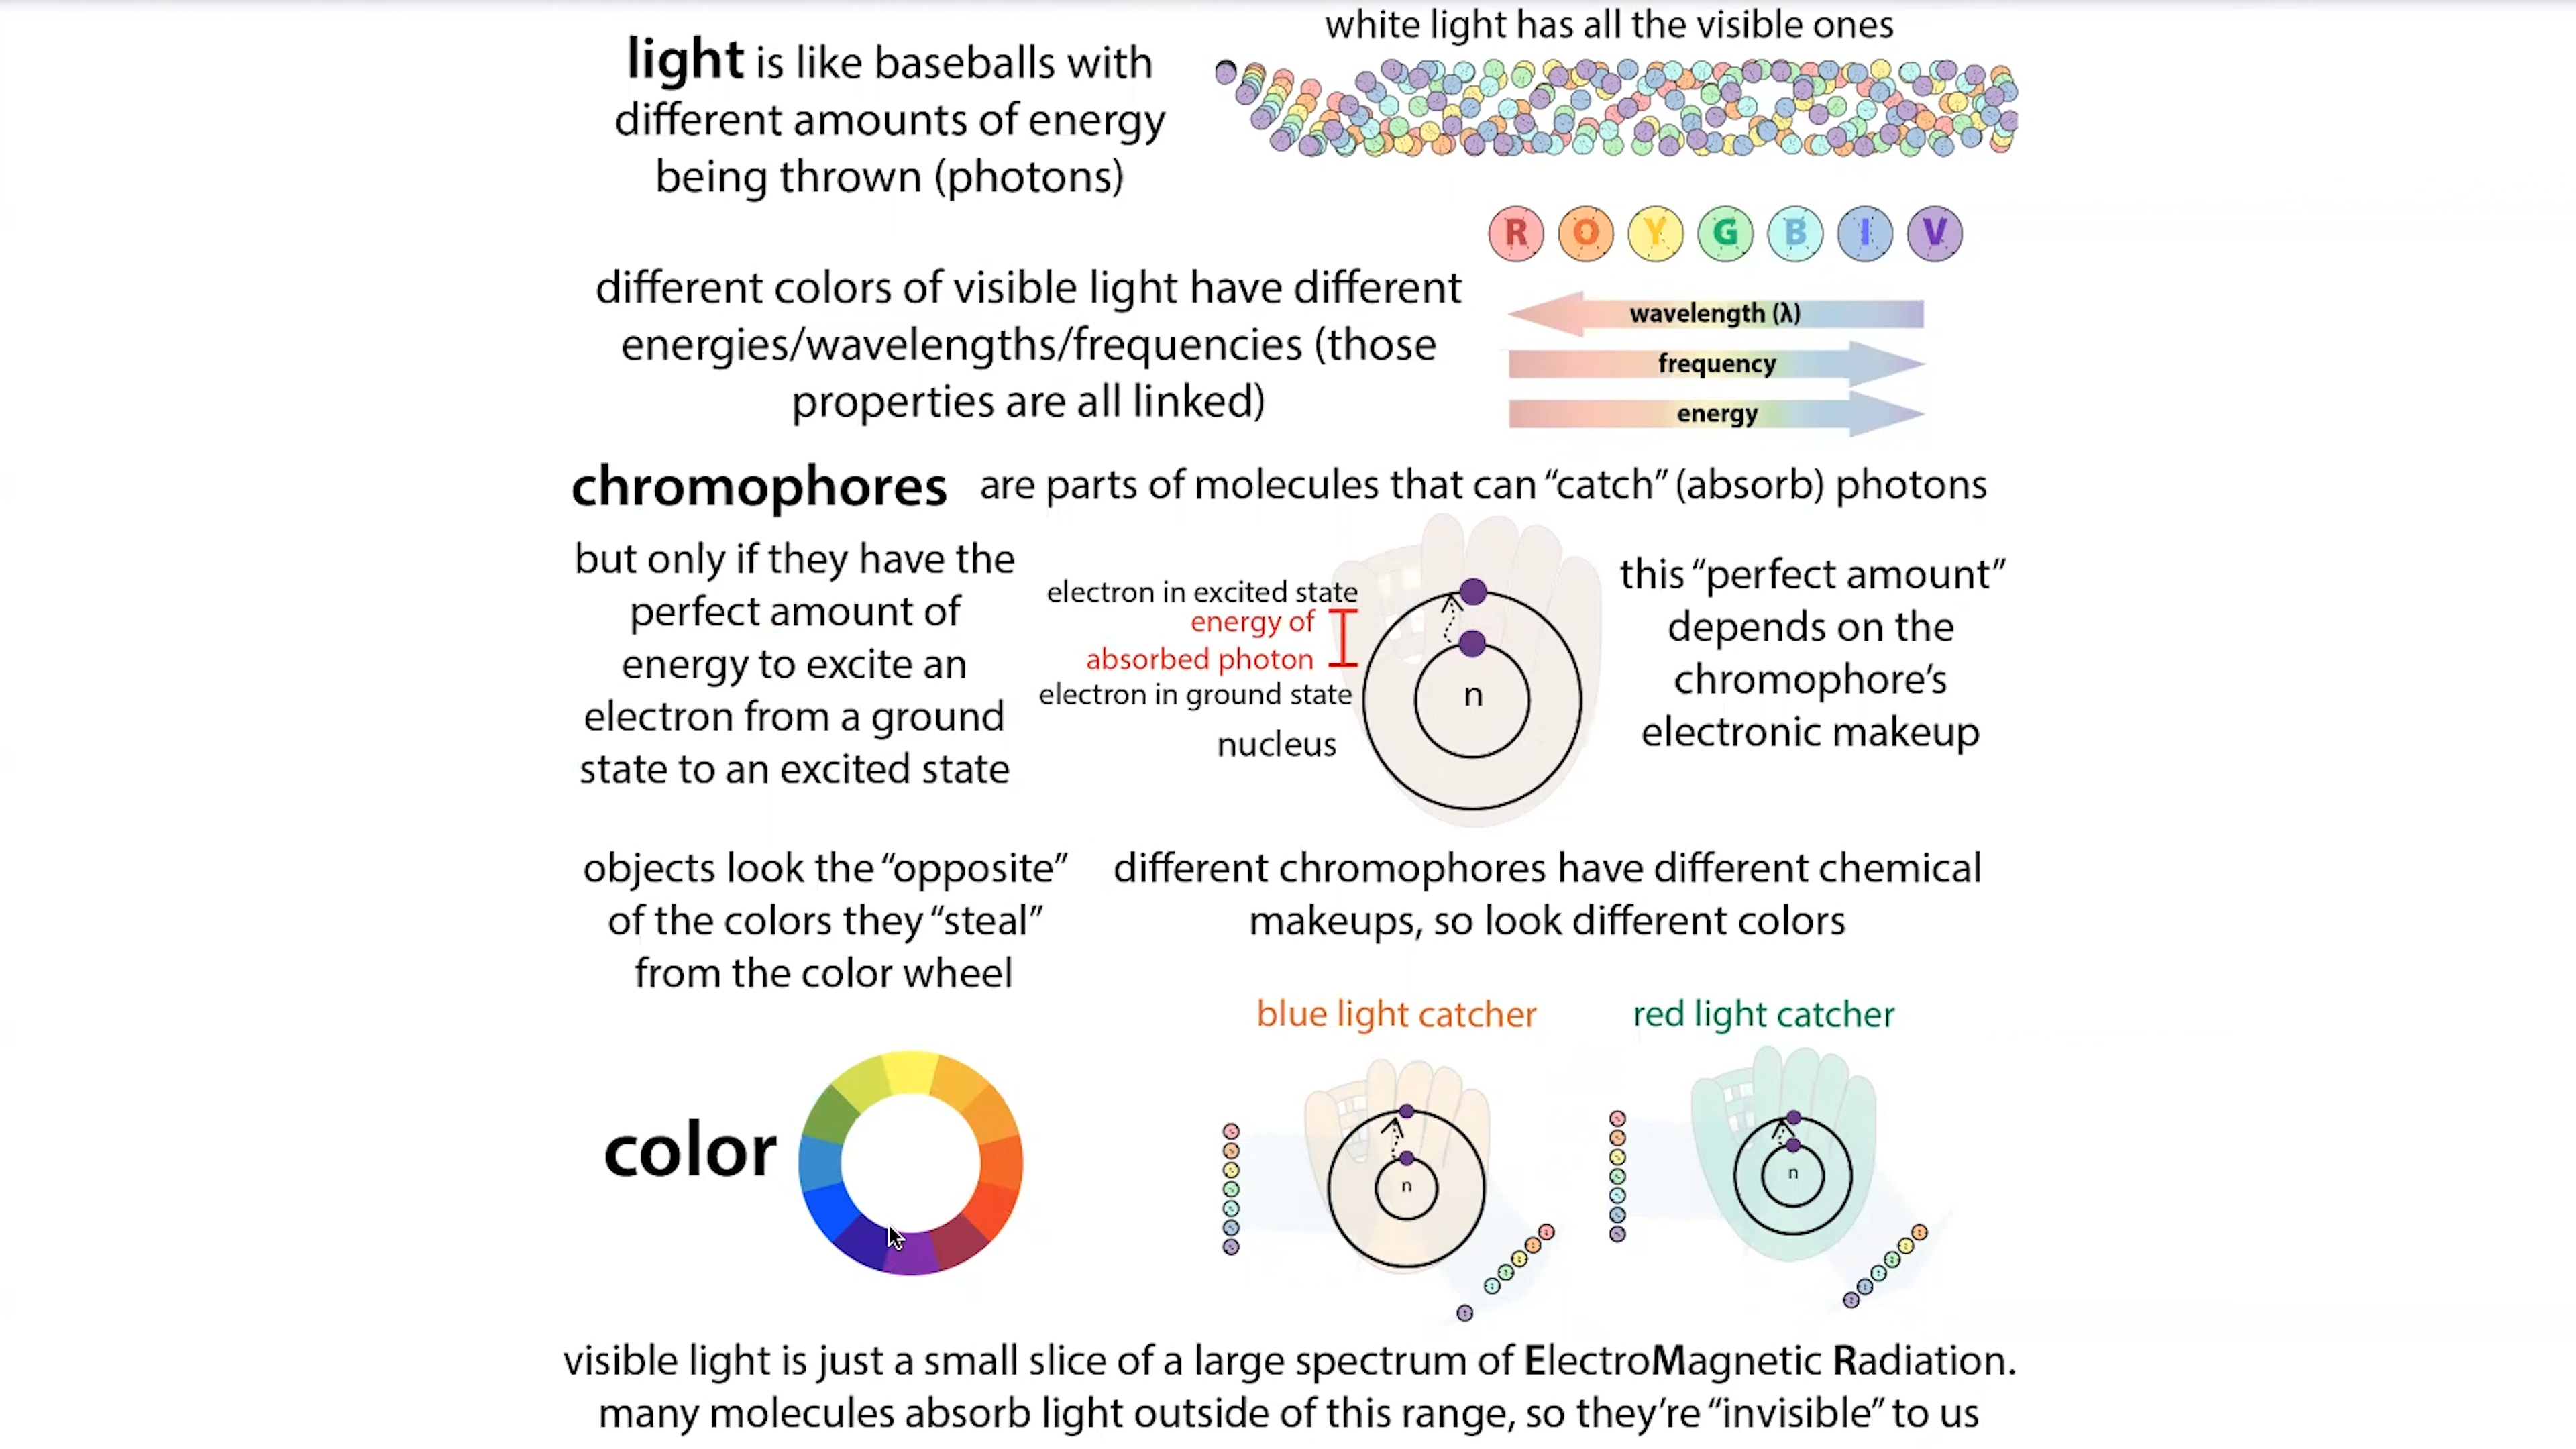 white light has all the visible ones
light is like baseballs with
different amounts of energy
being thrown (photons)
R O Y G B I V
different colors of visible light have different
energies/wavelengths/frequencies (those
properties are all linked)
wavelength (λ)
frequency
energy
chromophores are parts of molecules that can “catch” (absorb) photons
but only if they have the
perfect amount of
energy to excite an
electron from a ground
state to an excited state
electron in excited state
energy of
absorbed photon
electron in ground state
nucleus
n
this “perfect amount”
depends on the
chromophore’s
electronic makeup
objects look the “opposite”
of the colors they “steal”
from the color wheel
different chromophores have different chemical
makeups, so look different colors
color
blue light catcher
n
red light catcher
n
visible light is just a small slice of a large spectrum of ElectroMagnetic Radiation.
many molecules absorb light outside of this range, so they’re “invisible” to us